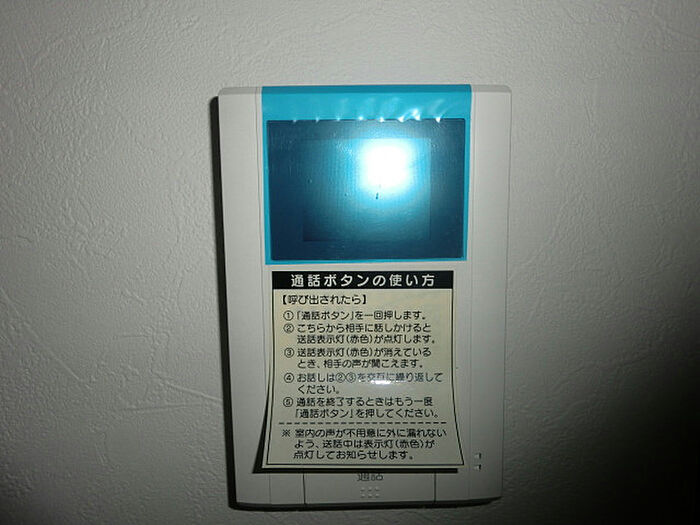 通話ボタンの使い方
【呼び出されたら】
①「通話ボタン」を一回押します。
②こちらから相手に話しかけると
送話表示灯(赤色)が点灯します。
③送話表示灯(赤色)が消えている
とき、相手の声が聞こえます。
④お話しは②③を交互に繰り返して
ください。
⑤通話を終了するときはもう一度
「通話ボタン」を押してください。
※室内の声が不用意に外に漏れない
よう、送話中は表示灯(赤色)が
点灯してお知らせします。
通話